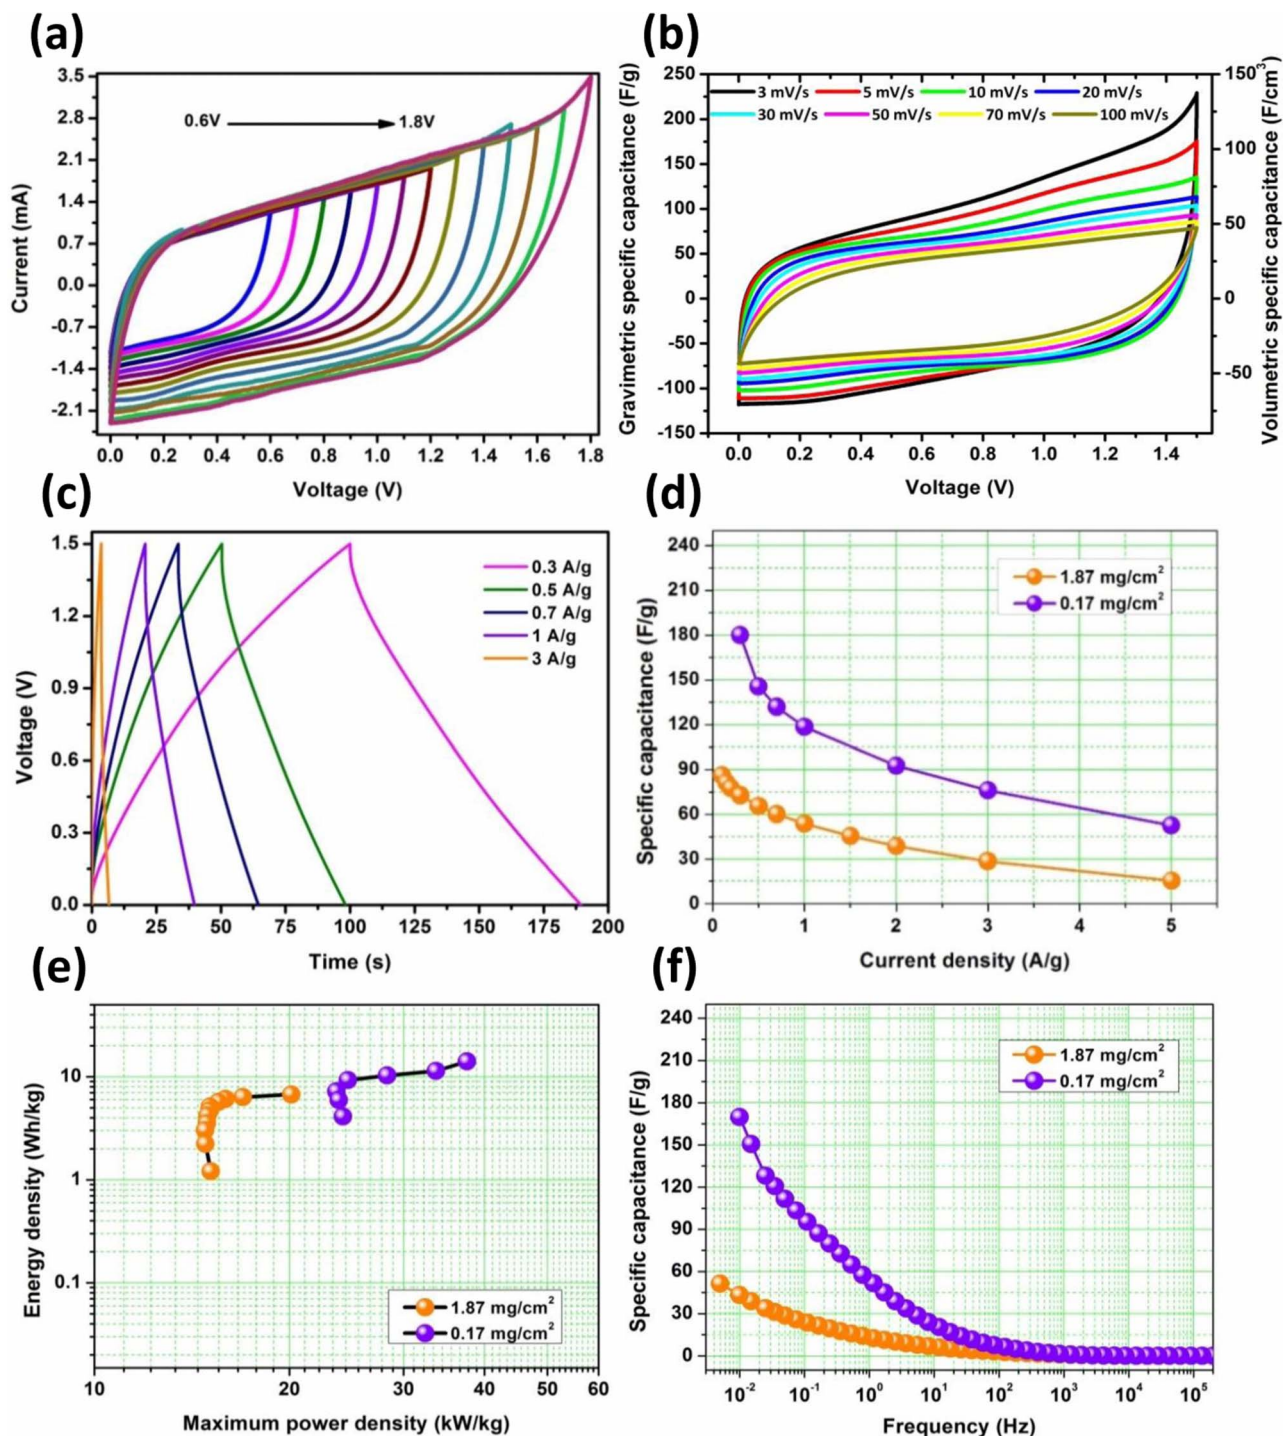 (a)
3.5
2.8
2.1
1.4
0.7
0.0
-0.7
-1.4
-2.1
Current (mA)
0.6V
1.8V
0.0 0.2 0.4 0.6 0.8 1.0 1.2 1.4 1.6 1.8
Voltage (V)
(b)
250
200
150
100
50
0
-50
-100
-150
Gravimetric specific capacitance (F/g)
3 mV/s 5 mV/s 10 mV/s 20 mV/s
30 mV/s 50 mV/s 70 mV/s 100 mV/s
150
100
50
0
-50
Volumetric specific capacitance (F/cm³)
0.0 0.2 0.4 0.6 0.8 1.0 1.2 1.4
Voltage (V)
(c)
1.5
1.2
0.9
0.6
0.3
0.0
Voltage (V)
0.3 A/g
0.5 A/g
0.7 A/g
1 A/g
3 A/g
0 25 50 75 100 125 150 175 200
Time (s)
(d)
240
210
180
150
120
90
60
30
0
Specific capacitance (F/g)
1.87 mg/cm²
0.17 mg/cm²
0 1 2 3 4 5
Current density (A/g)
(e)
10
1
0.1
Energy density (Wh/kg)
1.87 mg/cm²
0.17 mg/cm²
10 20 30 40 50 60
Maximum power density (kW/kg)
(f)
240
210
180
150
120
90
60
30
0
Specific capacitance (F/g)
1.87 mg/cm²
0.17 mg/cm²
10⁻² 10⁻¹ 10⁰ 10¹ 10² 10³ 10⁴ 10⁵
Frequency (Hz)